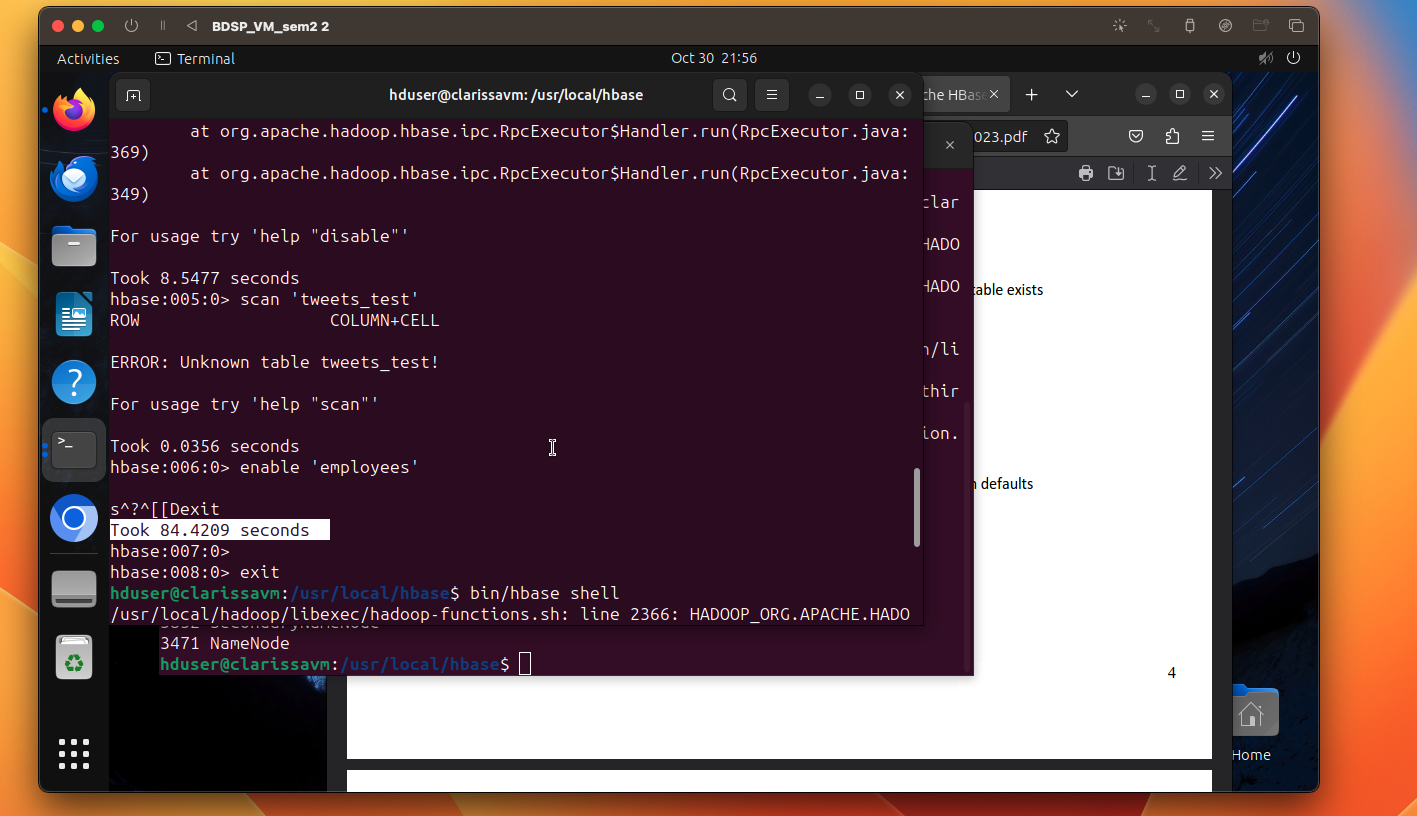 BDSP_VM_sem2 2
Activities
Terminal
Oct 30 21:56
hduser@clarissavm: /usr/local/hbase
che HBase
at org.apache.hadoop.hbase.ipc.RpcExecutor$Handler.run(RpcExecutor.java:
369)
at org.apache.hadoop.hbase.ipc.RpcExecutor$Handler.run(RpcExecutor.java:
349)
For usage try 'help "disable"'
Took 8.5477 seconds
hbase:005:0> scan 'tweets_test'
ROW COLUMN+CELL
ERROR: Unknown table tweets_test!
For usage try 'help "scan"'
Took 0.0356 seconds
hbase:006:0> enable 'employees'
s^?^[[Dexit
Took 84.4209 seconds
hbase:007:0>
hbase:008:0> exit
hduser@clarissavm:/usr/local/hbase$ bin/hbase shell
/usr/local/hadoop/libexec/hadoop-functions.sh: line 2366: HADOOP_ORG.APACHE.HADO
3471 NameNode
hduser@clarissavm:/usr/local/hbase$
023.pdf
clar
HADO
HADO
n/li
thir
ion.
table exists
defaults
4
Home